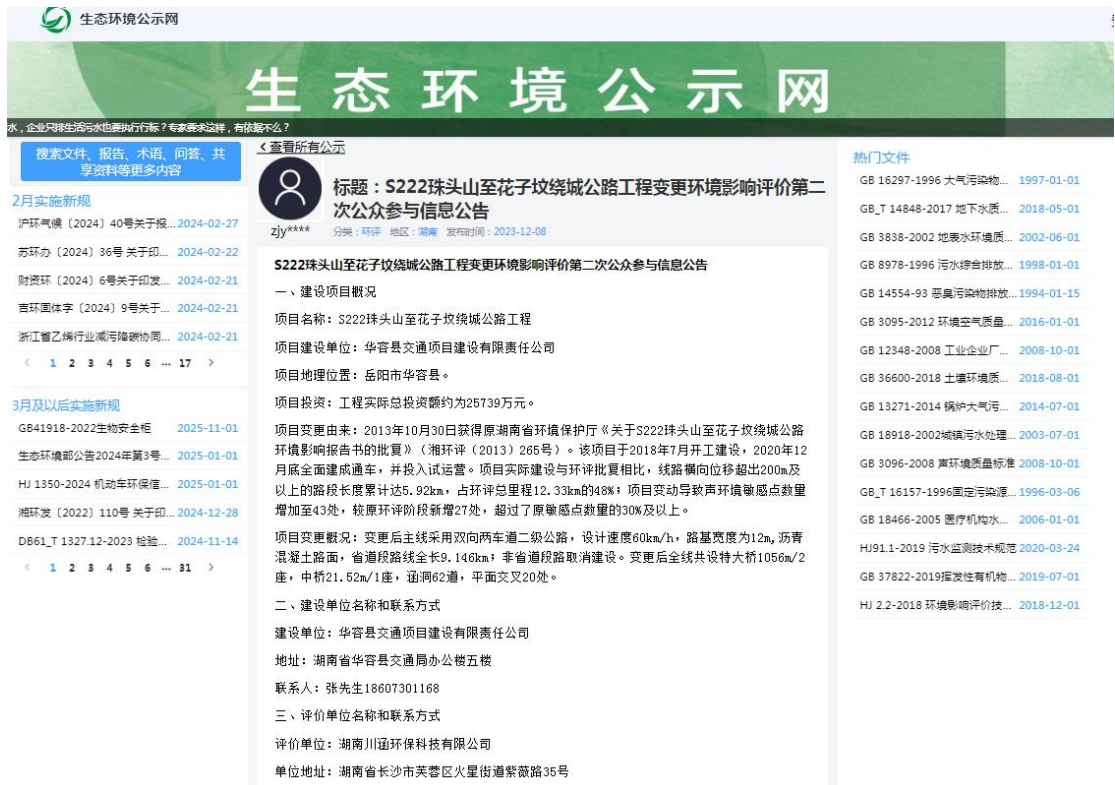 生态环境公示网
生态环境公示网
水，企业只排生活污水也要执行行标？专家要求这样，有依据不么？
搜索文件、报告、术语、问答、共
享资料等更多内容
2月实施新规
沪环气候〔2024〕40号关于报... 2024-02-27
苏环办〔2024〕36号 关于印... 2024-02-22
财资环〔2024〕6号关于印发... 2024-02-21
吉环固体字〔2024〕9号关于... 2024-02-21
浙江省乙烯行业减污降碳协同... 2024-02-21
< 1 2 3 4 5 6 … 17 >
3月及以后实施新规
GB41918-2022生物安全柜 2025-11-01
生态环境部公告2024年第3号... 2025-01-01
HJ 1350-2024 机动车环保信... 2025-01-01
湘环发〔2022〕110号 关于印... 2024-12-28
DB61_T 1327.12-2023 检验... 2024-11-14
< 1 2 3 4 5 6 … 31 >
<查看所有公示
zjy****
标题：S222珠头山至花子坟绕城公路工程变更环境影响评价第二
次公众参与信息公告
分类：环评 地区：湖南 发布时间：2023-12-08
S222珠头山至花子坟绕城公路工程变更环境影响评价第二次公众参与信息公告
一、建设项目概况
项目名称：S222珠头山至花子坟绕城公路工程
项目建设单位：华容县交通项目建设有限责任公司
项目地理位置：岳阳市华容县。
项目投资：工程实际总投资额约为25739万元。
项目变更由来：2013年10月30日获得原湖南省环境保护厅《关于S222珠头山至花子坟绕城公路
环境影响报告书的批复》（湘环评（2013）265号）。该项目于2018年7月开工建设，2020年12
月底全面建成通车，并投入试运营。项目实际建设与环评批复相比，线路横向位移超出200m及
以上的路段长度累计达5.92km，占环评总里程12.33km的48%；项目变动导致声环境敏感点数量
增加至43处，较原环评阶段新增27处，超过了原敏感点数量的30%及以上。
项目变更概况：变更后主线采用双向两车道二级公路，设计速度60km/h，路基宽度为12m,沥青
混凝土路面，省道段路线全长9.146km；非省道段路取消建设。变更后全线共设特大桥1056m/2
座，中桥21.52m/1座，涵洞62道，平面交叉20处。
二、建设单位名称和联系方式
建设单位：华容县交通项目建设有限责任公司
地址：湖南省华容县交通局办公楼五楼
联系人：张先生18607301168
三、评价单位名称和联系方式
评价单位：湖南川涵环保科技有限公司
单位地址：湖南省长沙市芙蓉区火星街道紫薇路35号
热门文件
GB 16297-1996 大气污染物... 1997-01-01
GB_T 14848-2017 地下水质... 2018-05-01
GB 3838-2002 地表水环境质... 2002-06-01
GB 8978-1996 污水综合排放... 1998-01-01
GB 14554-93 恶臭污染物排放... 1994-01-15
GB 3095-2012 环境空气质量... 2016-01-01
GB 12348-2008 工业企业厂... 2008-10-01
GB 36600-2018 土壤环境质... 2018-08-01
GB 13271-2014 锅炉大气污... 2014-07-01
GB 18918-2002城镇污水处理... 2003-07-01
GB 3096-2008 声环境质量标准 2008-10-01
GB_T 16157-1996固定污染源... 1996-03-06
GB 18466-2005 医疗机构水... 2006-01-01
HJ91.1-2019 污水监测技术规范 2020-03-24
GB 37822-2019挥发性有机物... 2019-07-01
HJ 2.2-2018 环境影响评价技... 2018-12-01